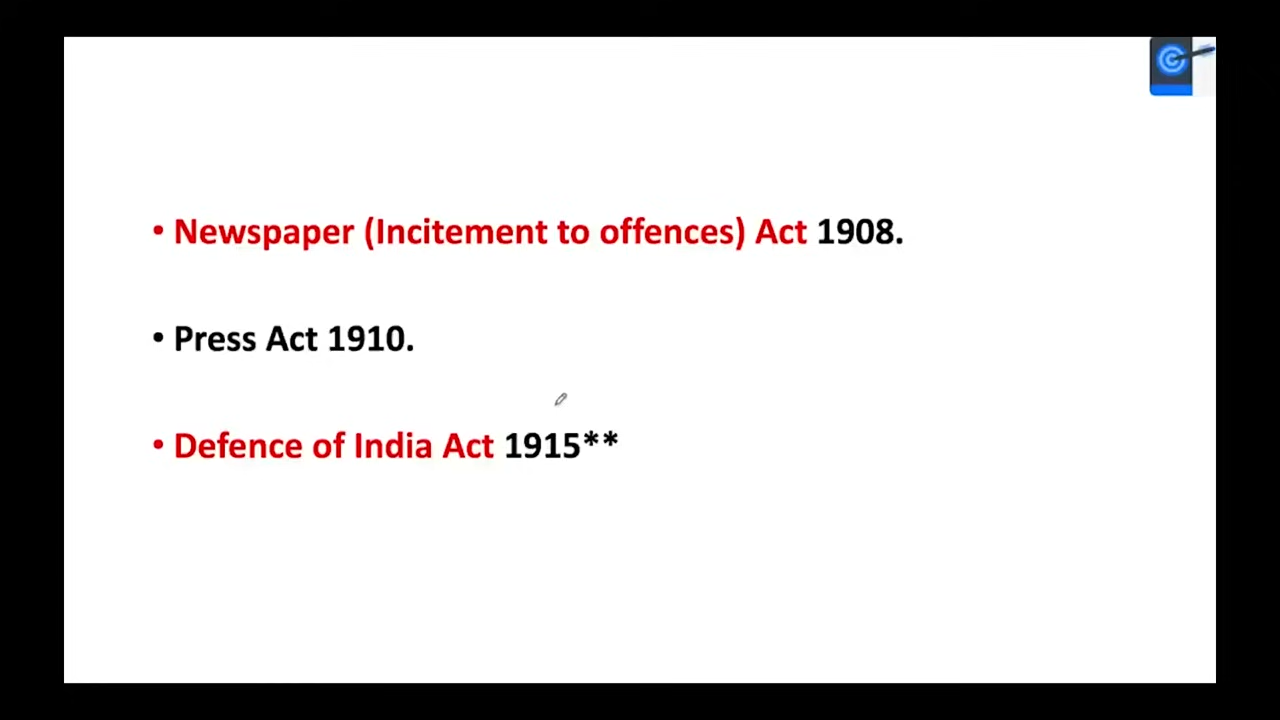 • Newspaper (Incitement to offences) Act 1908.
• Press Act 1910.
• Defence of India Act 1915**